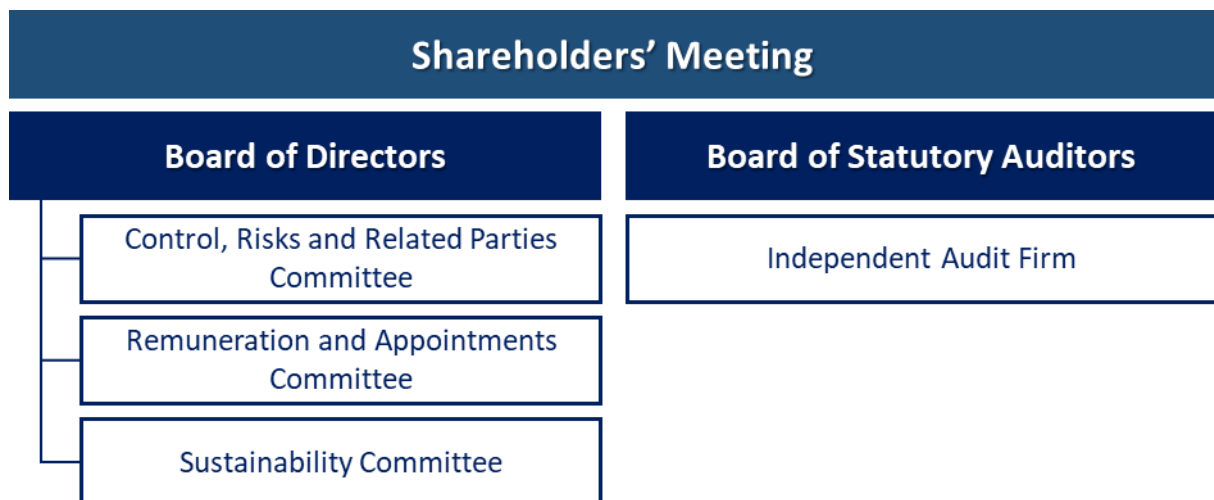 Shareholders’ Meeting
Board of Directors
Board of Statutory Auditors
Control, Risks and Related Parties
Committee
Independent Audit Firm
Remuneration and Appointments
Committee
Sustainability Committee